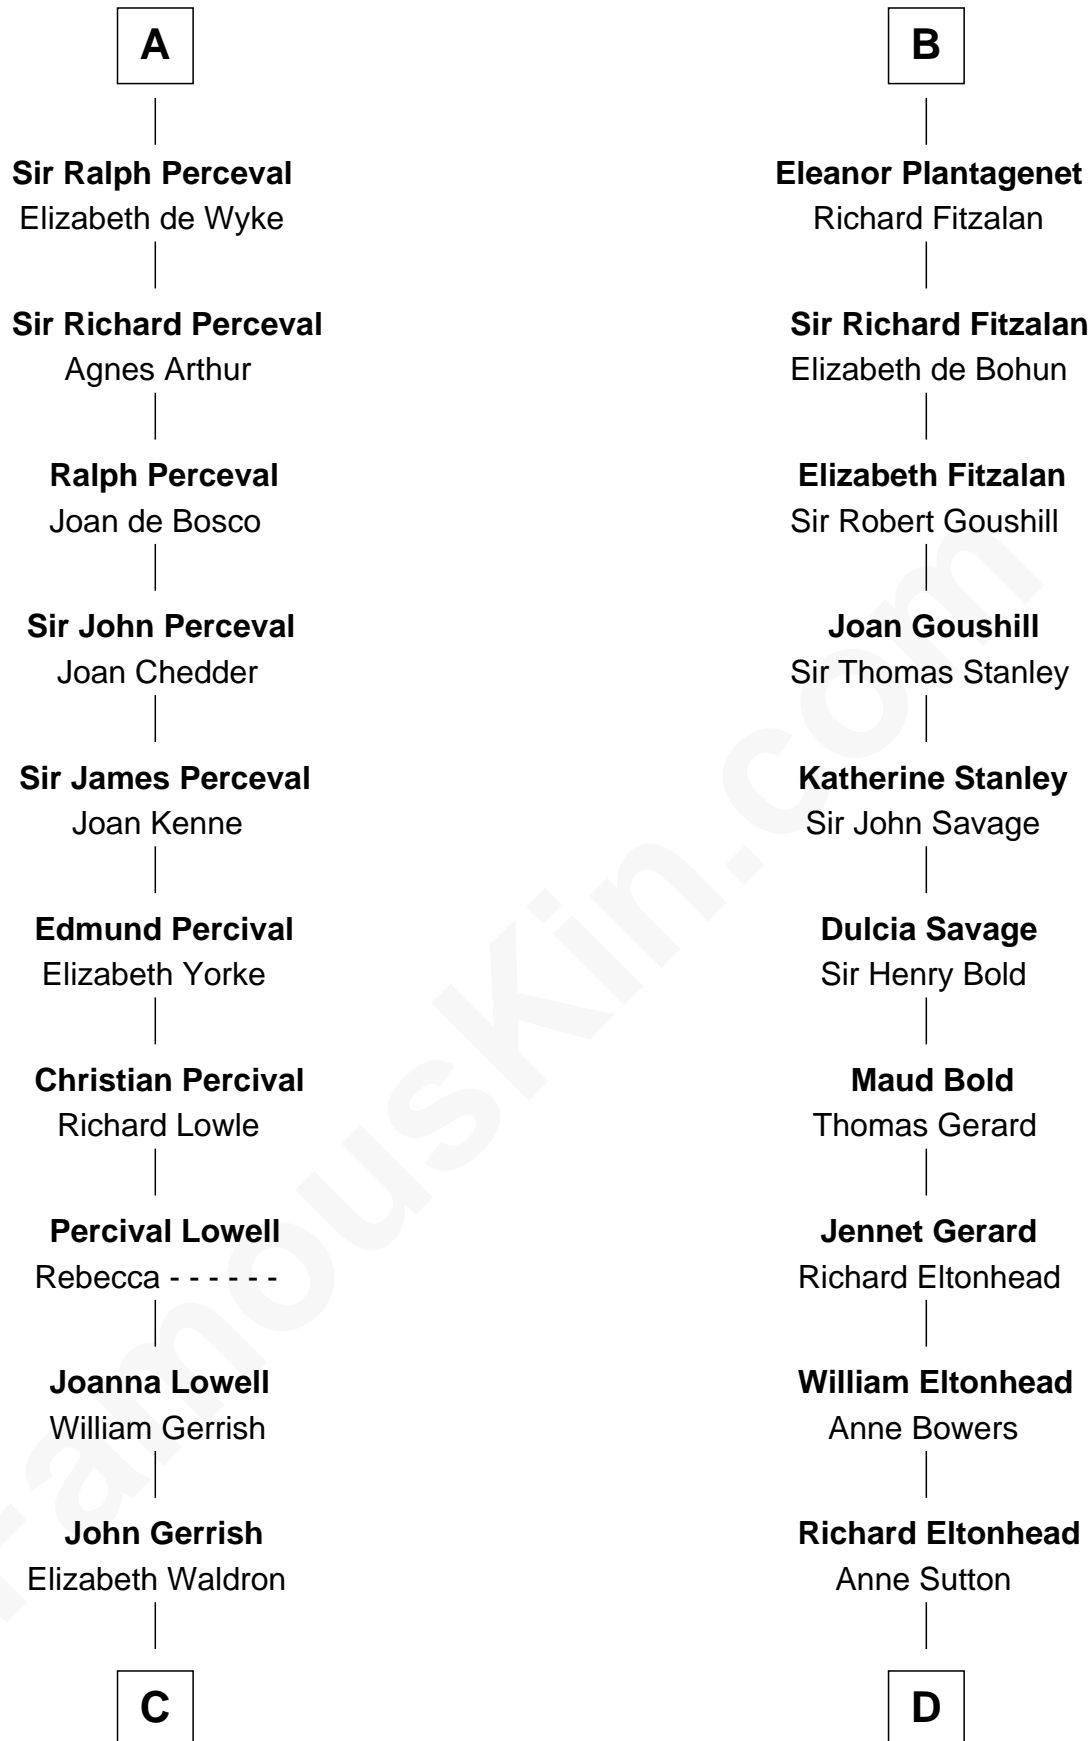 A
Sir Ralph Perceval
Elizabeth de Wyke
Sir Richard Perceval
Agnes Arthur
Ralph Perceval
Joan de Bosco
Sir John Perceval
Joan Chedder
Sir James Perceval
Joan Kenne
Edmund Percival
Elizabeth Yorke
Christian Percival
Richard Lowle
Percival Lowell
Rebecca - - - - - -
Joanna Lowell
William Gerrish
John Gerrish
Elizabeth Waldron
C
B
Eleanor Plantagenet
Richard Fitzalan
Sir Richard Fitzalan
Elizabeth de Bohun
Elizabeth Fitzalan
Sir Robert Goushill
Joan Goushill
Sir Thomas Stanley
Katherine Stanley
Sir John Savage
Dulcia Savage
Sir Henry Bold
Maud Bold
Thomas Gerard
Jennet Gerard
Richard Eltonhead
William Eltonhead
Anne Bowers
Richard Eltonhead
Anne Sutton
D
FamousKin.com